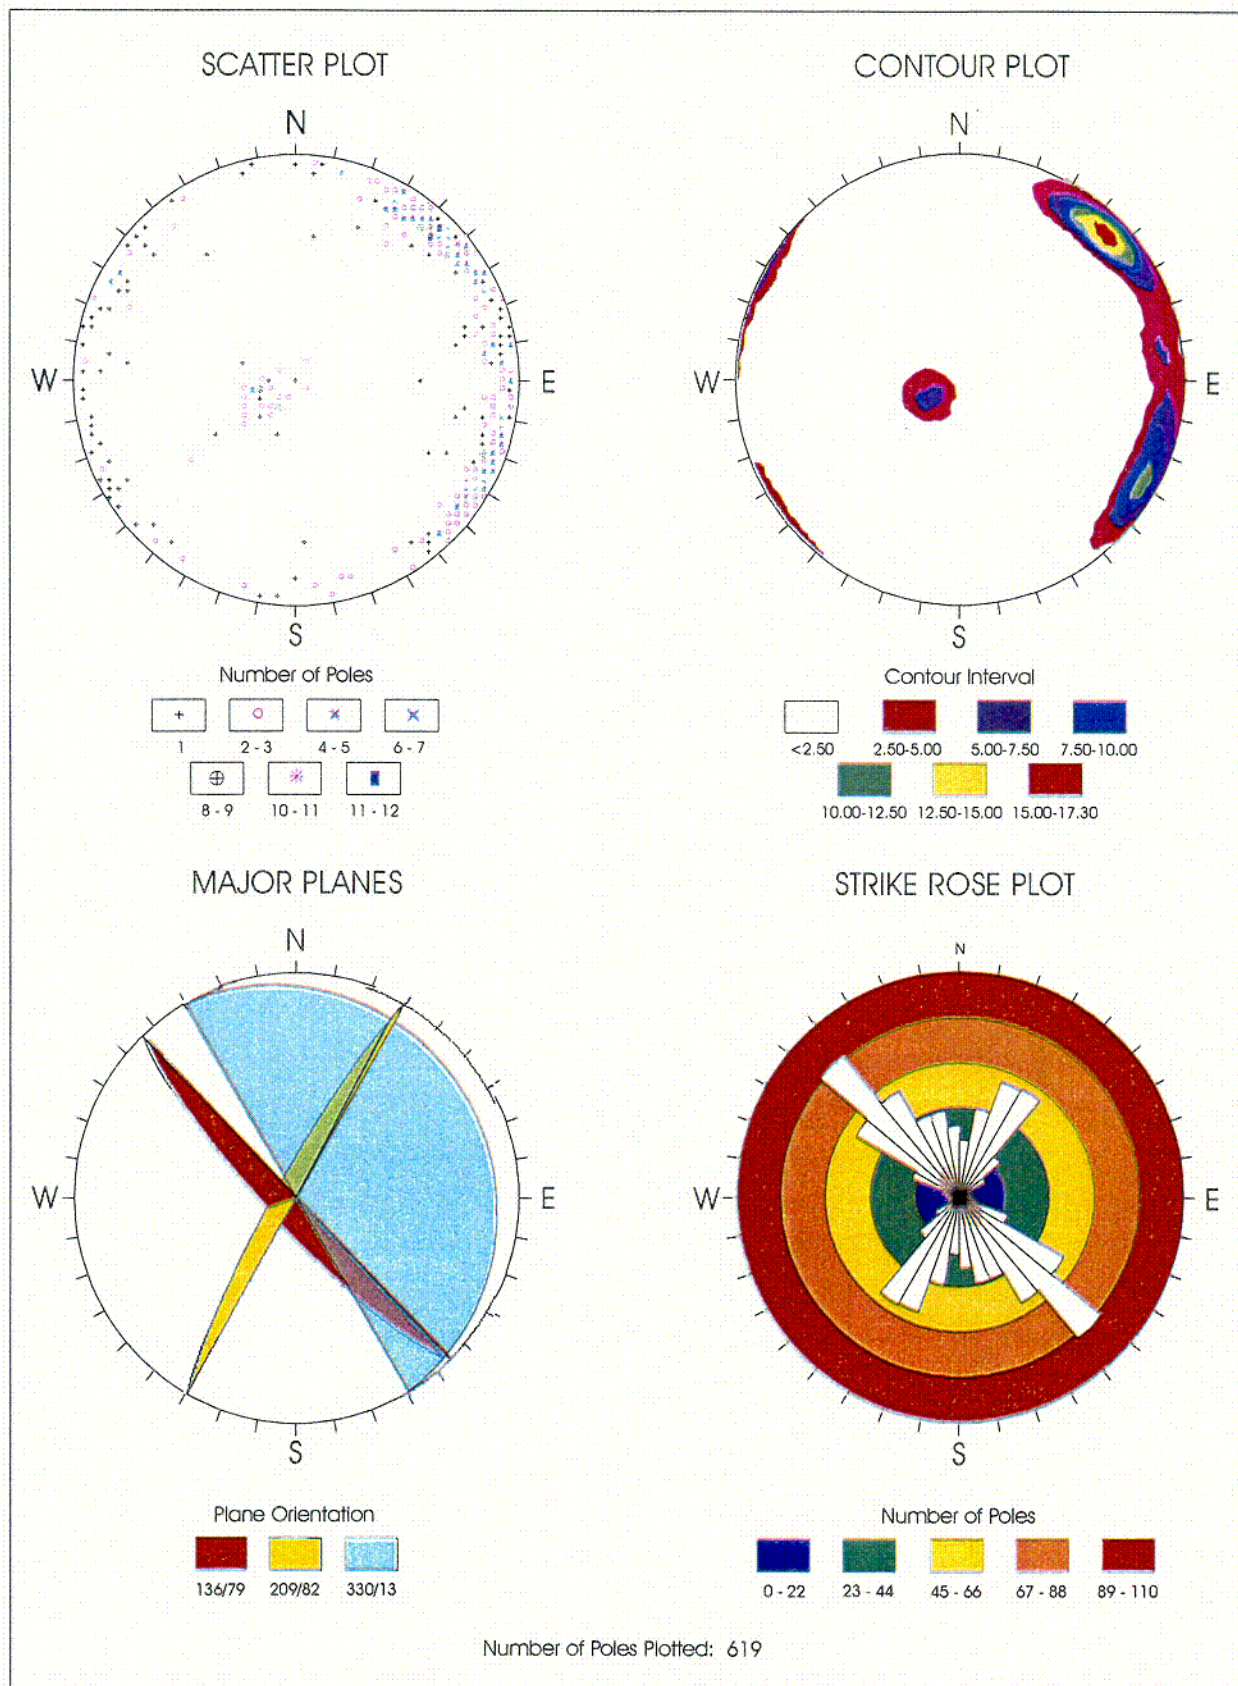 SCATTER PLOT
CONTOUR PLOT
N
N
W
E
W
E
S
S
Number of Poles
Contour Interval
1
2 - 3
4 - 5
6 - 7
<2.50
2.50-5.00
5.00-7.50
7.50-10.00
8 - 9
10 - 11
11 - 12
10.00-12.50
12.50-15.00
15.00-17.30
MAJOR PLANES
STRIKE ROSE PLOT
N
N
W
E
W
E
S
S
Plane Orientation
Number of Poles
136/79
209/82
330/13
0 - 22
23 - 44
45 - 66
67 - 88
89 - 110
Number of Poles Plotted: 619